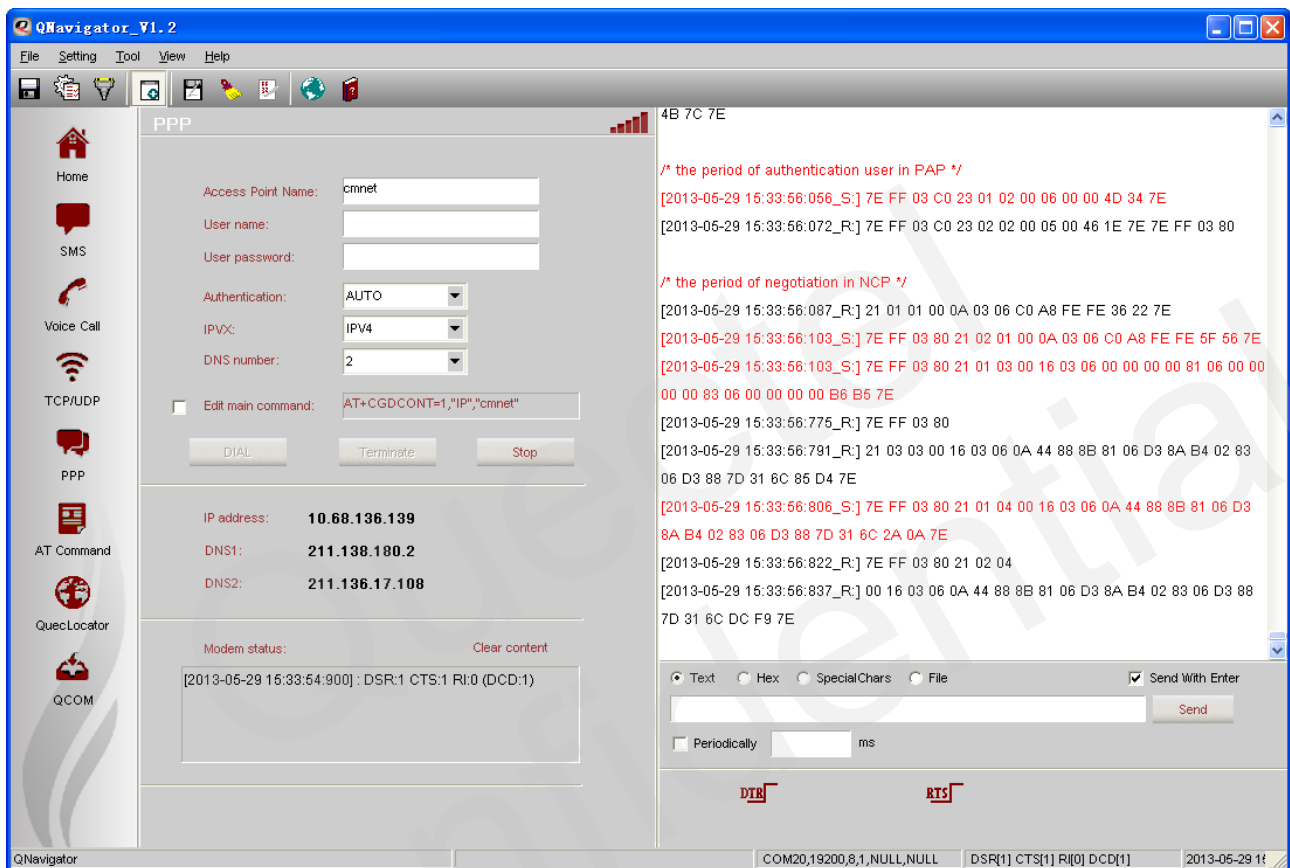 QNavigator_V1.2
File Setting Tool View Help
Home
SMS
Voice Call
TCP/UDP
PPP
AT Command
QuecLocator
QCOM
PPP
Access Point Name: cmnet
User name:
User password:
Authentication: AUTO
IPVX: IPV4
DNS number: 2
Edit main command: AT+CGDCONT=1,"IP","cmnet"
DIAL Terminate Stop
IP address: 10.68.136.139
DNS1: 211.138.180.2
DNS2: 211.136.17.108
Modem status: Clear content
[2013-05-29 15:33:54:900] : DSR:1 CTS:1 RI:0 (DCD:1)
4B 7C 7E
/* the period of authentication user in PAP */
[2013-05-29 15:33:56:056_S:] 7E FF 03 C0 23 01 02 00 06 00 00 4D 34 7E
[2013-05-29 15:33:56:072_R:] 7E FF 03 C0 23 02 02 00 05 00 46 1E 7E 7E FF 03 80
/* the period of negotiation in NCP */
[2013-05-29 15:33:56:087_R:] 21 01 01 00 0A 03 06 C0 A8 FE FE 36 22 7E
[2013-05-29 15:33:56:103_S:] 7E FF 03 80 21 02 01 00 0A 03 06 C0 A8 FE FE 5F 56 7E
[2013-05-29 15:33:56:103_S:] 7E FF 03 80 21 01 03 00 16 03 06 00 00 00 00 81 06 00 00
00 00 83 06 00 00 00 00 B6 B5 7E
[2013-05-29 15:33:56:775_R:] 7E FF 03 80
[2013-05-29 15:33:56:791_R:] 21 03 03 00 16 03 06 0A 44 88 8B 81 06 D3 8A B4 02 83
06 D3 88 7D 31 6C 85 D4 7E
[2013-05-29 15:33:56:806_S:] 7E FF 03 80 21 01 04 00 16 03 06 0A 44 88 8B 81 06 D3
8A B4 02 83 06 D3 88 7D 31 6C 2A 0A 7E
[2013-05-29 15:33:56:822_R:] 7E FF 03 80 21 02 04
[2013-05-29 15:33:56:837_R:] 00 16 03 06 0A 44 88 8B 81 06 D3 8A B4 02 83 06 D3 88
7D 31 6C DC F9 7E
Text Hex SpecialChars File Send With Enter
Send
Periodically ms
DTR RTS
QNavigator COM20,19200,8,1,NULL,NULL DSR[1] CTS[1] RI[0] DCD[1] 2013-05-29
Quectel
Confidential